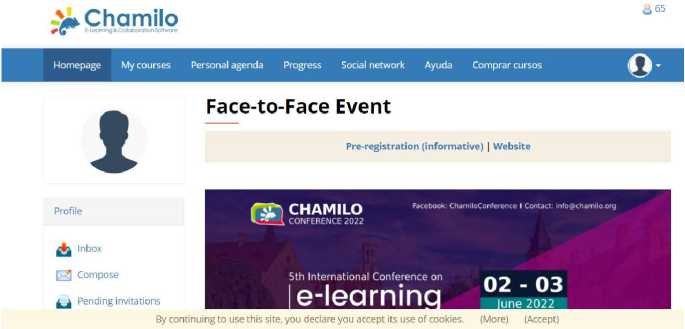 Chamilo
E-Learning & Collaboration Software
65
Homepage My courses Personal agenda Progress Social network Ayuda Comprar cursos
Face-to-Face Event
Pre-registration (informative) | Website
CHAMILO
CONFERENCE 2022
Facebook: ChamiloConference I Contact: info@chamilo.org
Profile
Inbox
Compose
Pending invitations
5th International Conference on
e-learning
02 - 03
June 2022
By continuing to use this site, you declare you accept its use of cookies. (More) (Accept)